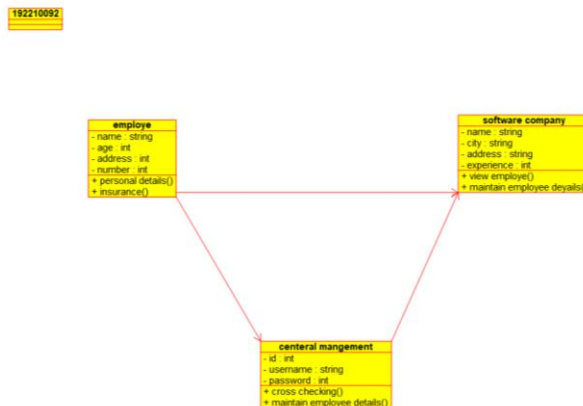 192210092
employe
- name : string
- age : int
- address : int
- number : int
+ personal details()
+ insurance()
software company
- name : string
- city : string
- address : string
- experience : int
+ view employe()
+ maintain employee deyails()
centeral mangement
- id : int
- username : string
- password : int
+ cross checking()
+ maintain employee details()